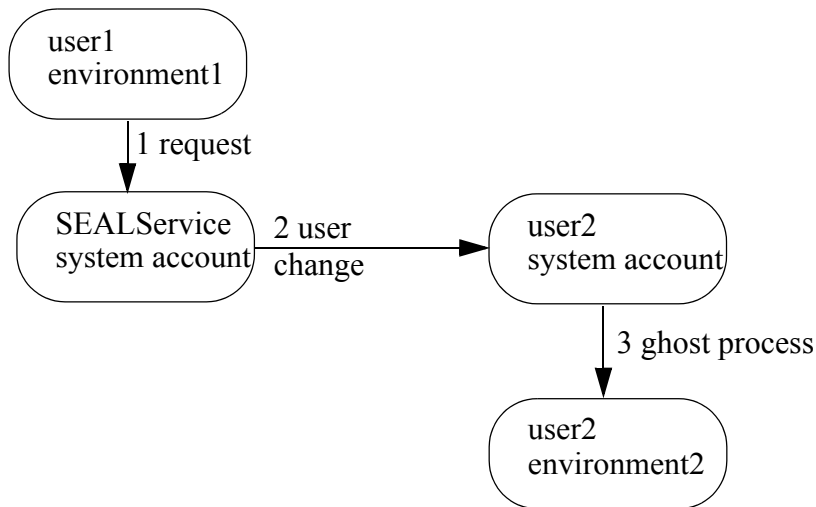 user1
environment1
1 request
SEALService
system account
2 user
change
user2
system account
3 ghost process
user2
environment2